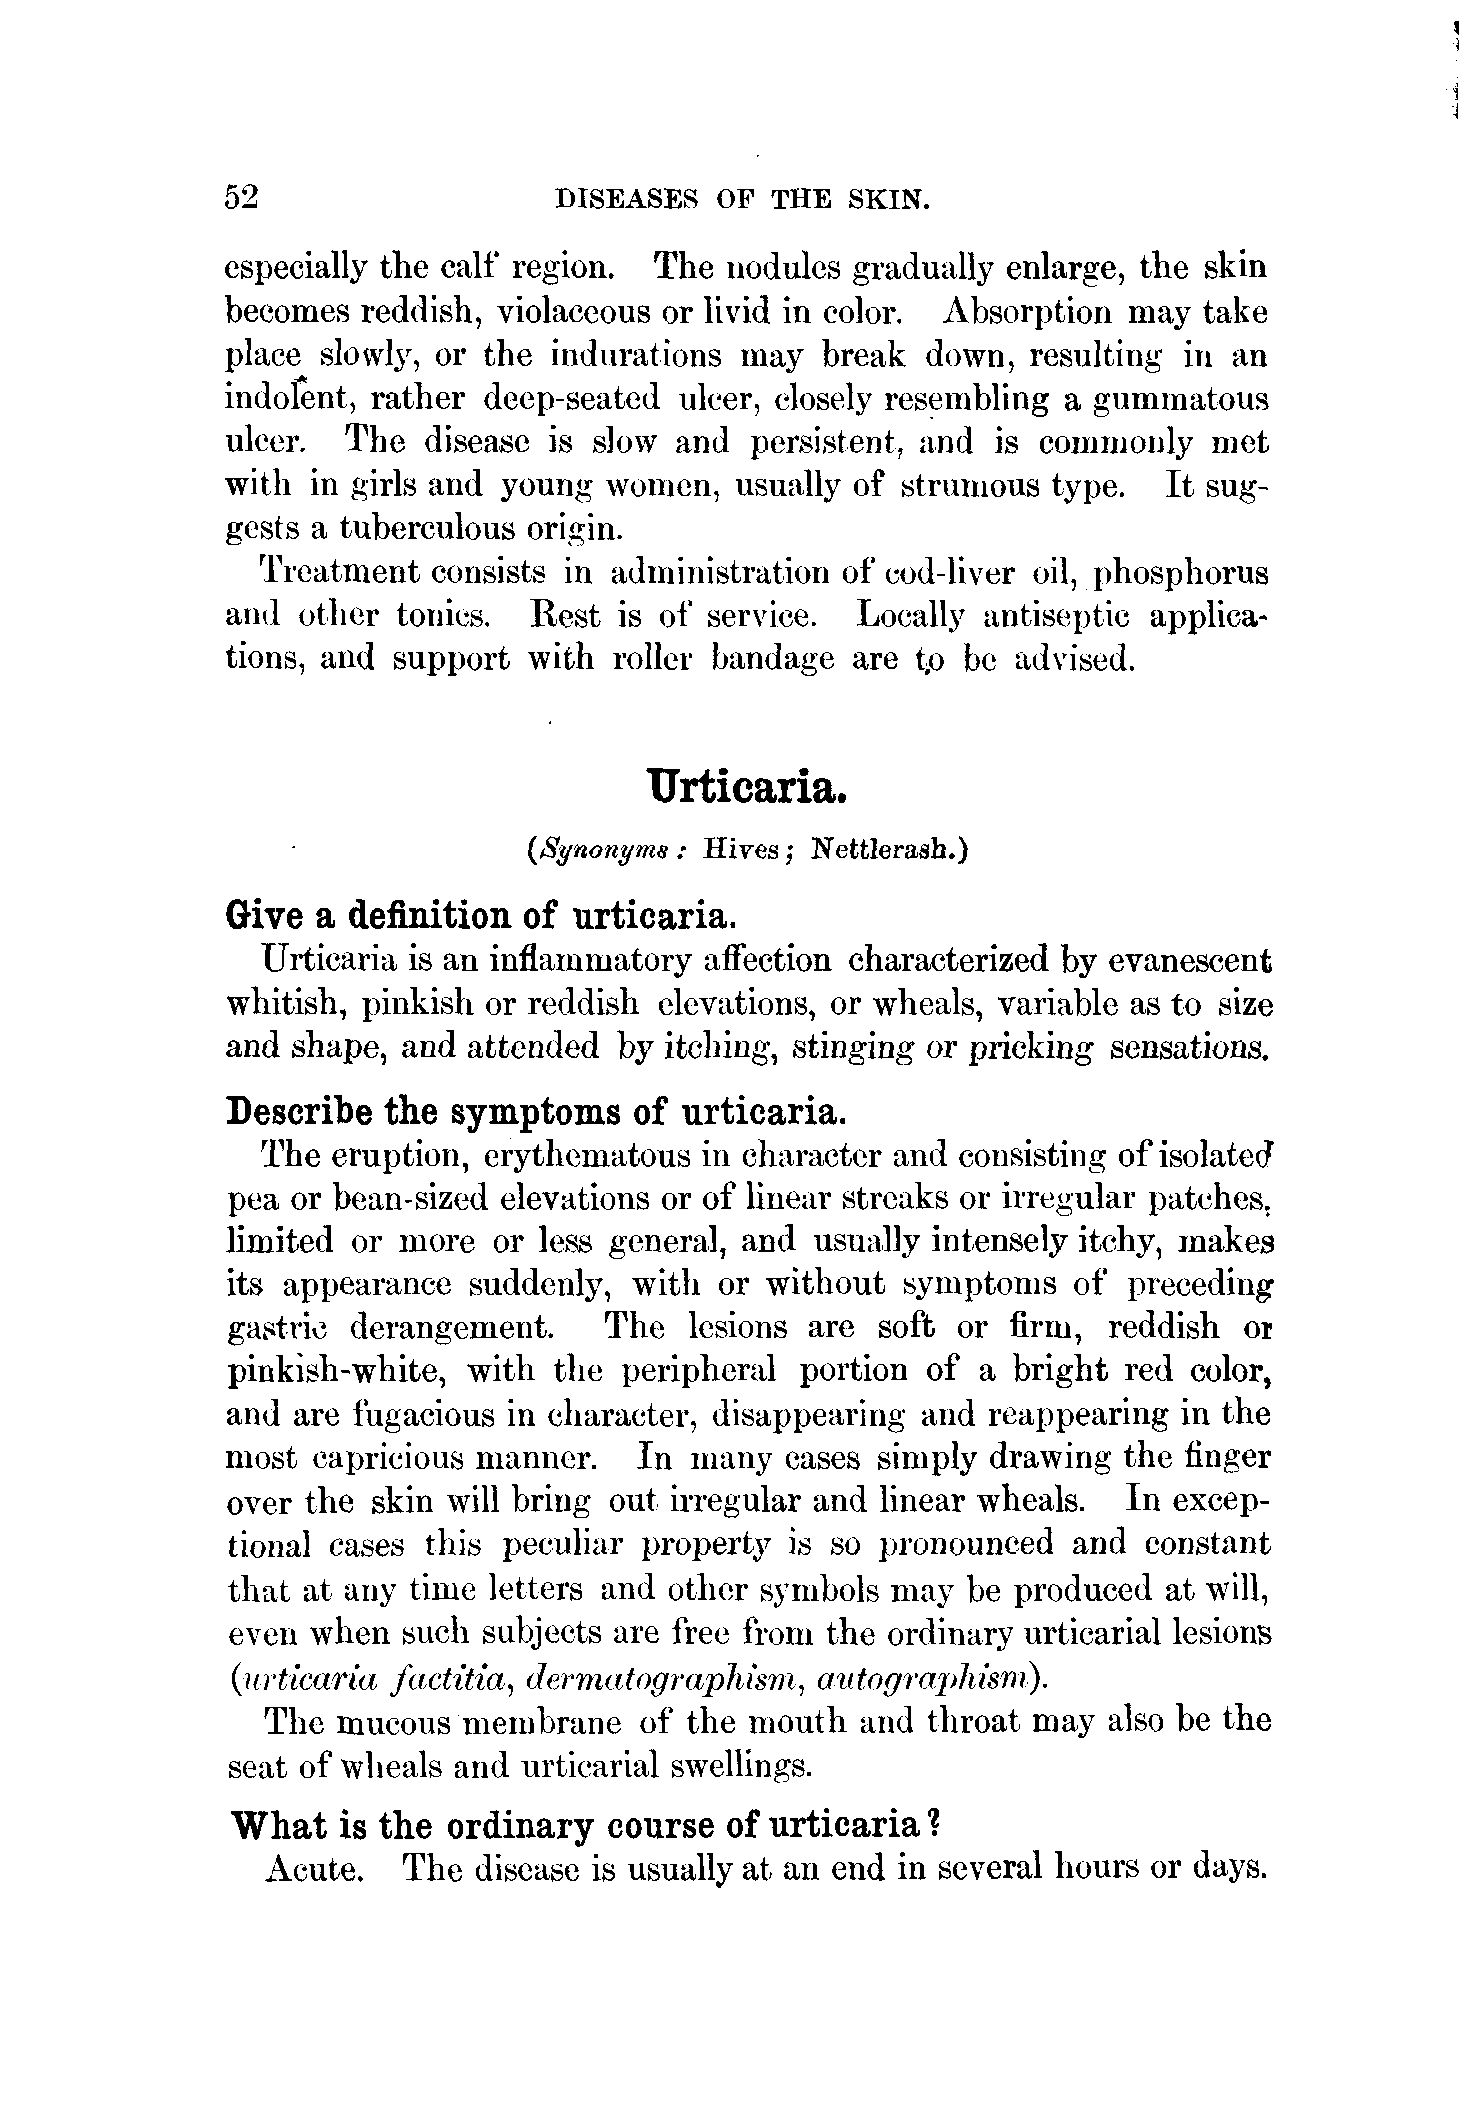 52 DISEASES OF THE SKIN.
especially the calf region. The nodules gradually enlarge, the skin
becomes reddish, violaceous or livid in color. Absorption may take
place slowly, or the indurations may break down, resulting in an
indolent, rather deep-seated ulcer, closely resembling a gummatous
ulcer. The disease is slow and persistent, and is commonly met
with in girls and young women, usually of strumous type. It sug-
gests a tuberculous origin.
Treatment consists in administration of cod-liver oil, phosphorus
and other tonics. Rest is of service. Locally antiseptic applica-
tions, and support with roller bandage are to be advised.
Urticaria.
(Synonyms: Hives; Nettlerash.)
Give a definition of urticaria.
Urticaria is an inflammatory affection characterized by evanescent
whitish, pinkish or reddish elevations, or wheals, variable as to size
and shape, and attended by itching, stinging or pricking sensations.
Describe the symptoms of urticaria.
The eruption, erythematous in character and consisting of isolated
pea or bean-sized elevations or of linear streaks or irregular patches,
limited or more or less general, and usually intensely itchy, makes
its appearance suddenly, with or without symptoms of preceding
gastric derangement. The lesions are soft or firm, reddish or
pinkish-white, with the peripheral portion of a bright red color,
and are fugacious in character, disappearing and reappearing in the
most capricious manner. In many cases simply drawing the finger
over the skin will bring out irregular and linear wheals. In excep-
tional cases this peculiar property is so pronounced and constant
that at any time letters and other symbols may be produced at will,
even when such subjects are free from the ordinary urticarial lesions
(urticaria factitia, dermatographism, autographism).
The mucous membrane of the mouth and throat may also be the
seat of wheals and urticarial swellings.
What is the ordinary course of urticaria?
Acute. The disease is usually at an end in several hours or days.